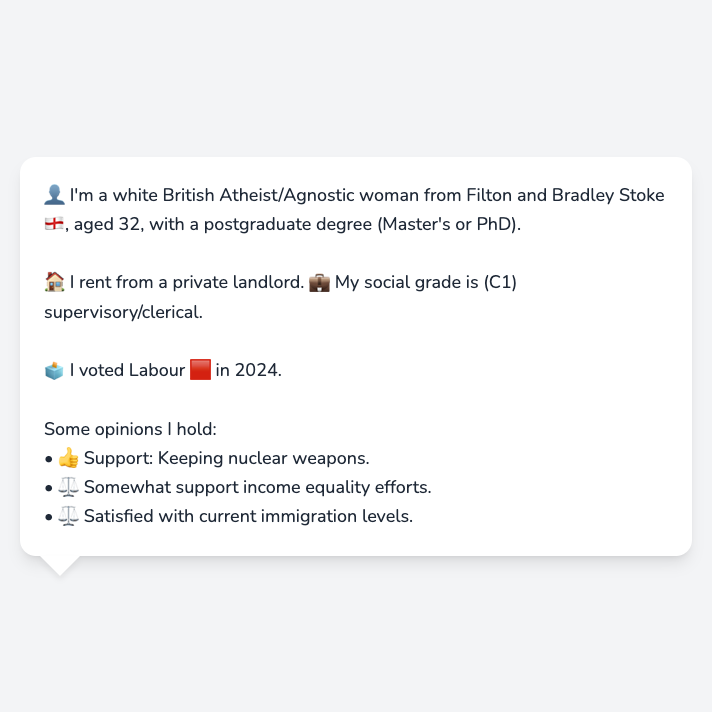 👤 I'm a white British Atheist/Agnostic woman from Filton and Bradley Stoke
🏴󠁧󠁢󠁥󠁮󠁧󠁿, aged 32, with a postgraduate degree (Master's or PhD).
🏠 I rent from a private landlord. 💼 My social grade is (C1)
supervisory/clerical.
🗳️ I voted Labour 🟥 in 2024.
Some opinions I hold:
• 👍 Support: Keeping nuclear weapons.
• ⚖️ Somewhat support income equality efforts.
• ⚖️ Satisfied with current immigration levels.